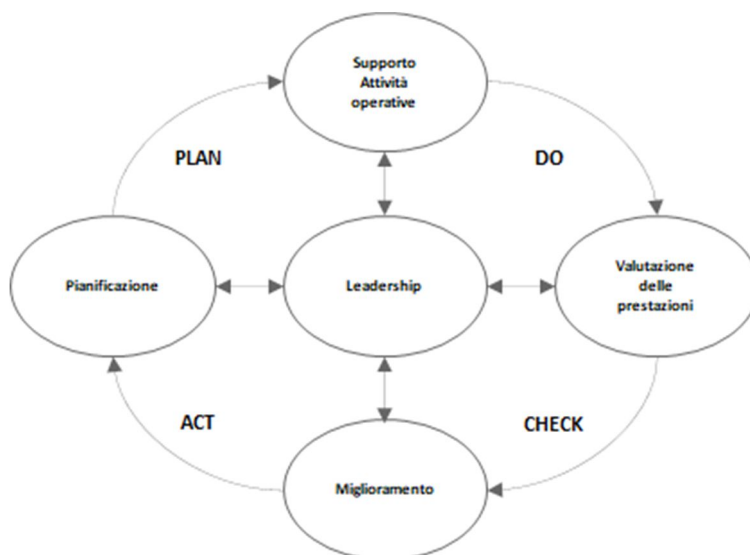 Supporto
Attività
operative
PLAN
DO
Pianificazione
Leadership
Valutazione
delle
prestazioni
ACT
CHECK
Miglioramento